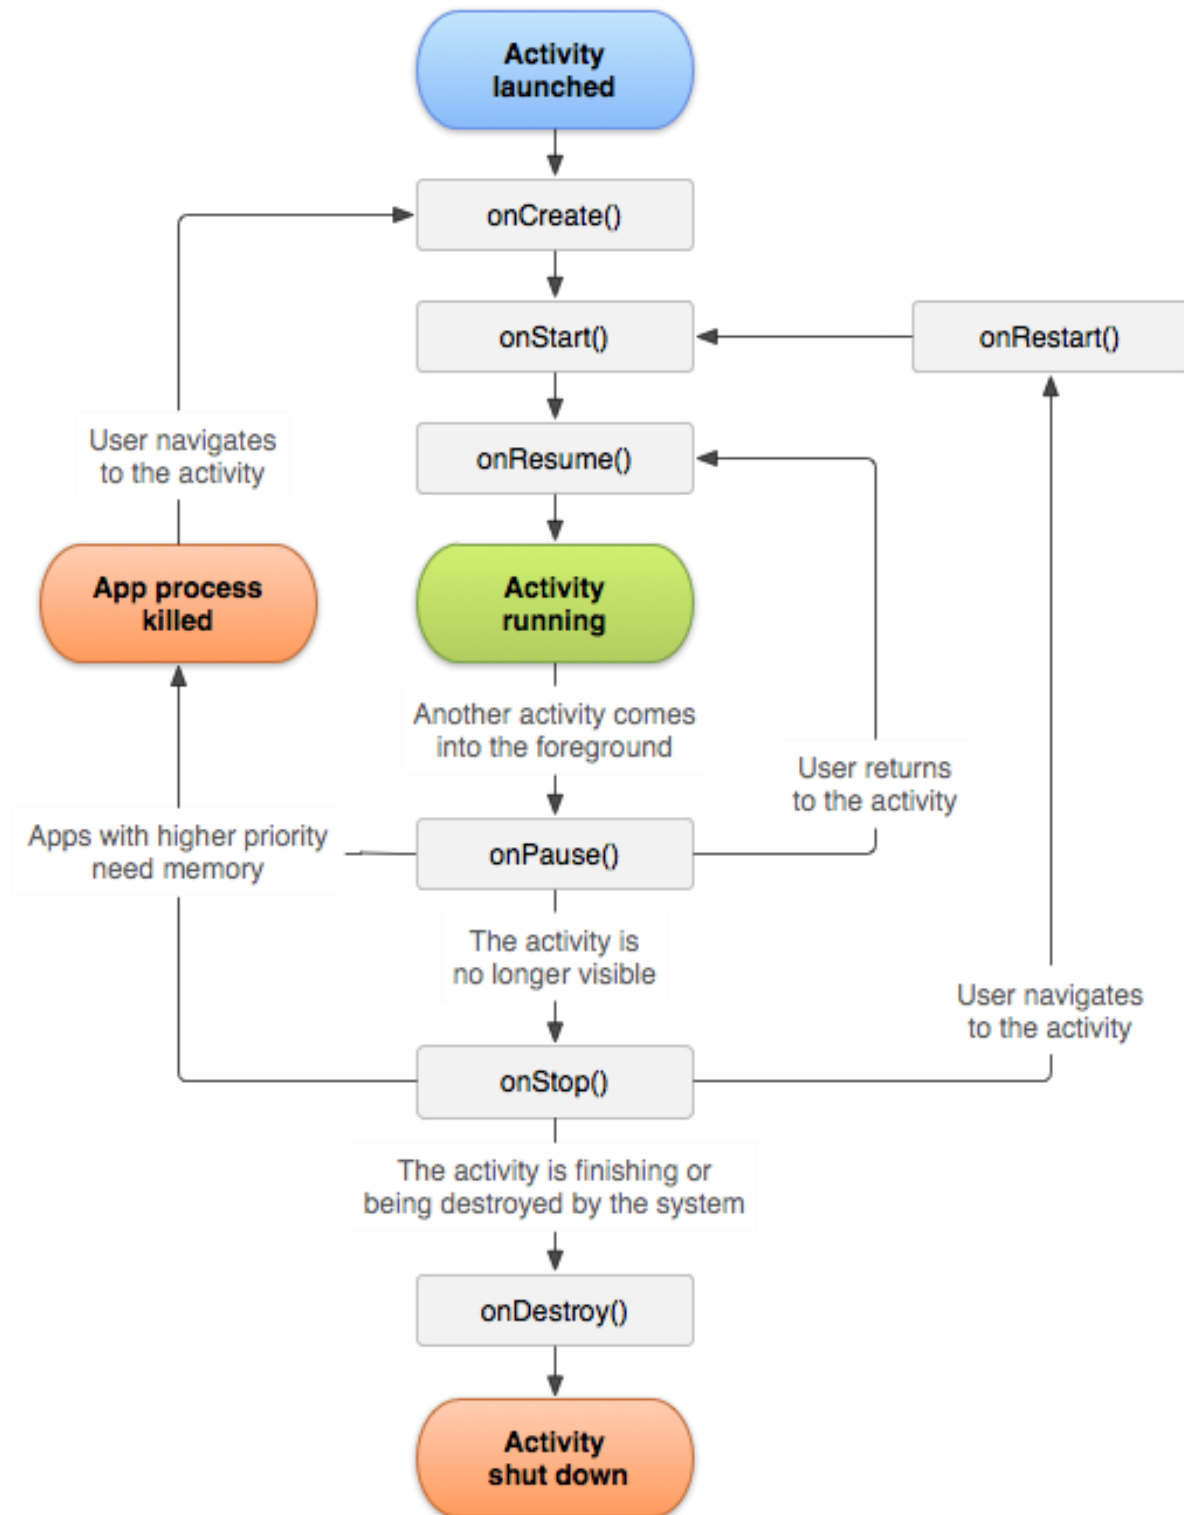 Activity
launched
onCreate()
onStart()
onRestart()
User navigates
to the activity
onResume()
App process
killed
Activity
running
Another activity comes
into the foreground
User returns
to the activity
Apps with higher priority
need memory
onPause()
The activity is
no longer visible
User navigates
to the activity
onStop()
The activity is finishing or
being destroyed by the system
onDestroy()
Activity
shut down